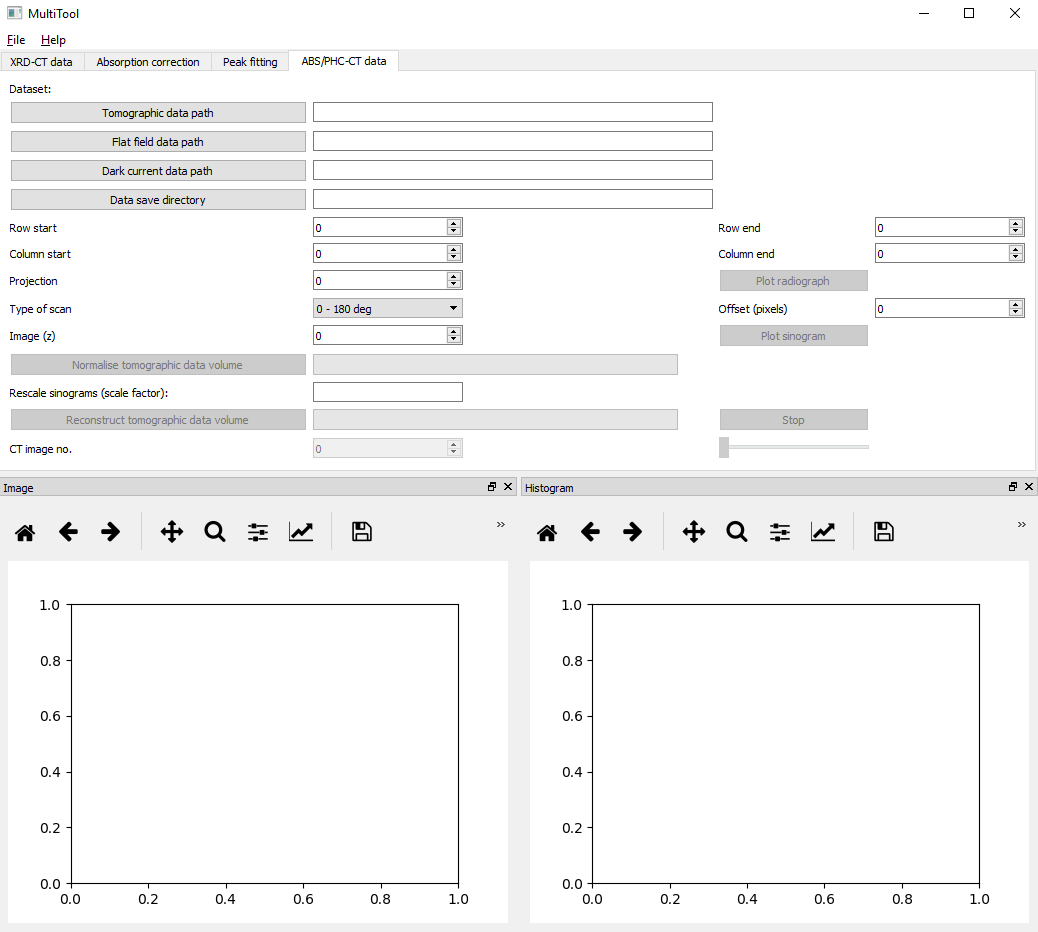 MultiTool
File Help
XRD-CT data Absorption correction Peak fitting ABS/PHC-CT data
Dataset:
Tomographic data path
Flat field data path
Dark current data path
Data save directory
Row start 0 Row end 0
Column start 0 Column end 0
Projection 0 Plot radiograph
Type of scan 0 - 180 deg Offset (pixels) 0
Image (z) 0 Plot sinogram
Normalise tomographic data volume
Rescale sinograms (scale factor):
Reconstruct tomographic data volume Stop
CT image no. 0
Image Histogram
» »
1.0 1.0
0.8 0.8
0.6 0.6
0.4 0.4
0.2 0.2
0.0 0.0
0.0 0.2 0.4 0.6 0.8 1.0 0.0 0.2 0.4 0.6 0.8 1.0